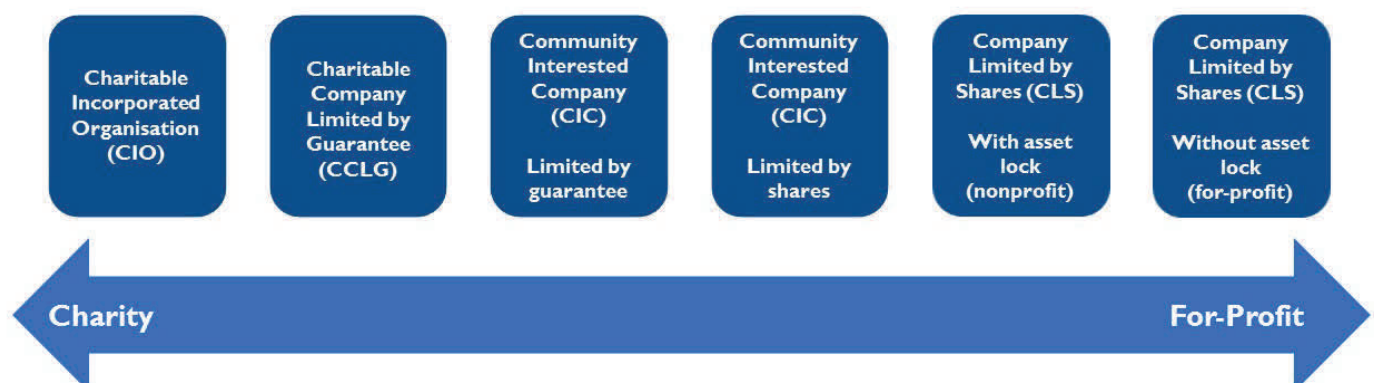 Charitable
Incorporated
Organisation
(CIO)
Charitable
Company
Limited by
Guarantee
(CCLG)
Community
Interested
Company
(CIC)
Limited by
guarantee
Community
Interested
Company
(CIC)
Limited by
shares
Company
Limited by
Shares (CLS)
With asset
lock
(nonprofit)
Company
Limited by
Shares (CLS)
Without asset
lock
(for-profit)
Charity
For-Profit